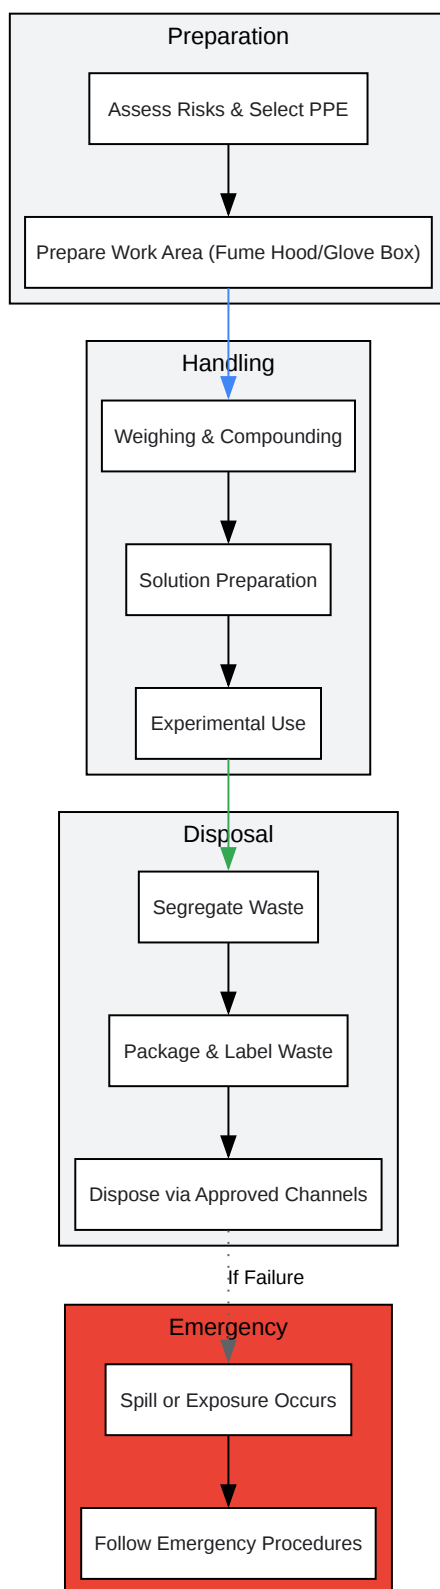 Preparation
Assess Risks & Select PPE
Prepare Work Area (Fume Hood/Glove Box)
Handling
Weighing & Compounding
Solution Preparation
Experimental Use
Disposal
Segregate Waste
Package & Label Waste
Dispose via Approved Channels
If Failure
Emergency
Spill or Exposure Occurs
Follow Emergency Procedures